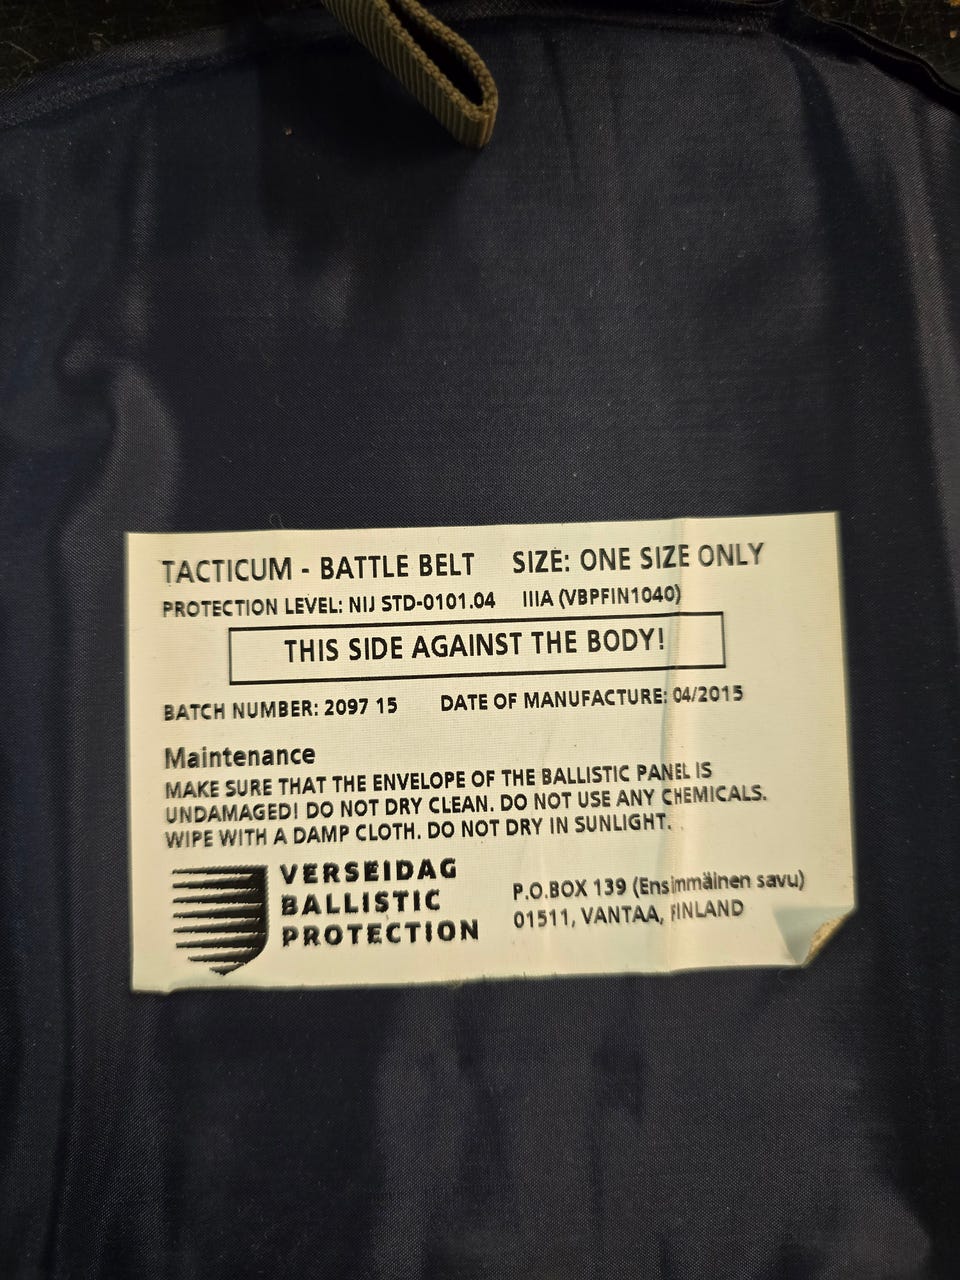 TACTICUM - BATTLE BELT SIZE: ONE SIZE ONLY
PROTECTION LEVEL: NIJ STD-0101.04 IIIA (VBPFIN1040)
THIS SIDE AGAINST THE BODY!
BATCH NUMBER: 2097 15 DATE OF MANUFACTURE: 04/2015
Maintenance
MAKE SURE THAT THE ENVELOPE OF THE BALLISTIC PANEL IS
UNDAMAGED! DO NOT DRY CLEAN. DO NOT USE ANY CHEMICALS.
WIPE WITH A DAMP CLOTH. DO NOT DRY IN SUNLIGHT.
VERSEIDAG
BALLISTIC
PROTECTION
P.O.BOX 139 (Ensimmäinen savu)
01511, VANTAA, FINLAND